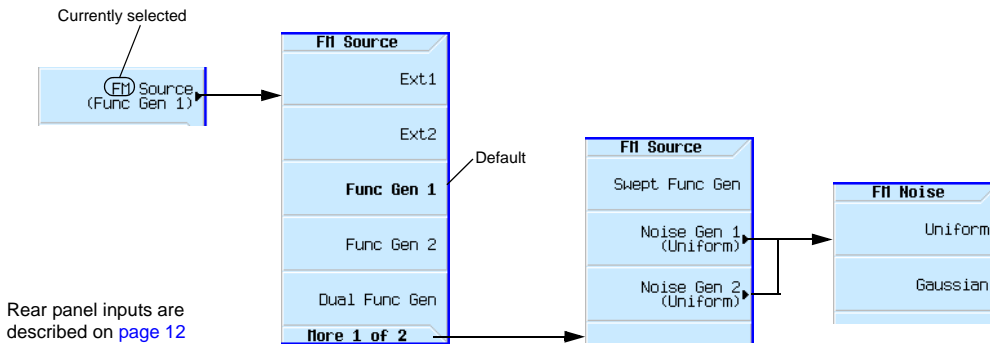 Currently selected
FM Source
(Func Gen 1)
FM Source
Ext1
Ext2
Func Gen 1
Default
Func Gen 2
Dual Func Gen
More 1 of 2
FM Source
Swept Func Gen
Noise Gen 1
(Uniform)
Noise Gen 2
(Uniform)
FM Noise
Uniform
Gaussian
Rear panel inputs are
described on page 12